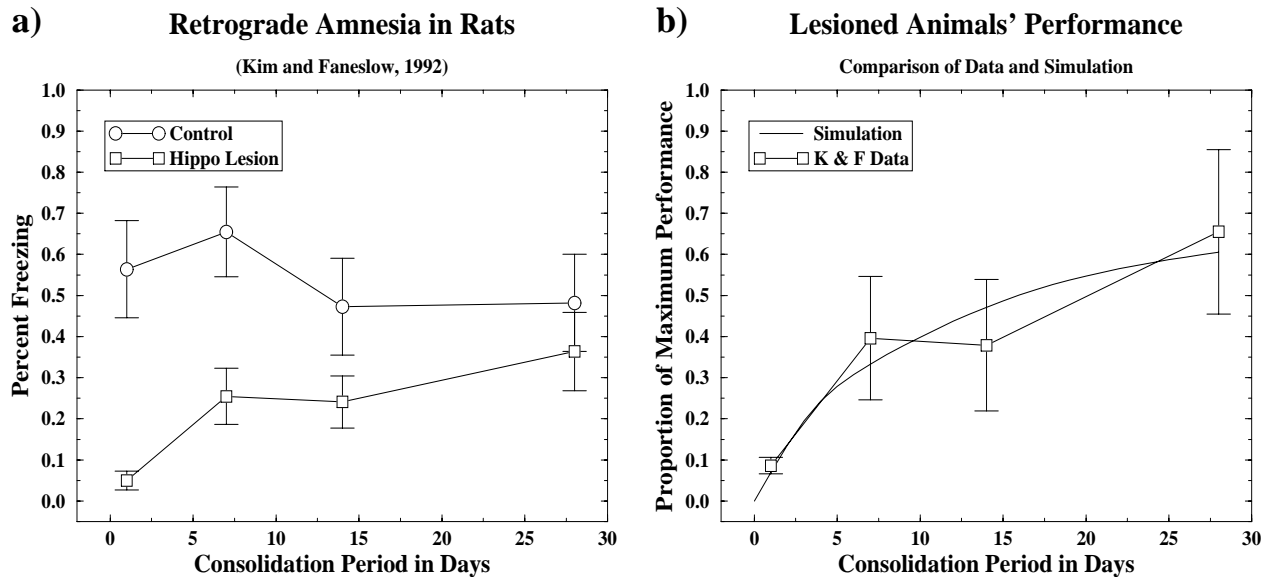 a)
Retrograde Amnesia in Rats
(Kim and Faneslow, 1992)
1.0
0.9
0.8
0.7
0.6
0.5
0.4
0.3
0.2
0.1
0.0
Percent Freezing
Control
Hippo Lesion
0 5 10 15 20 25 30
Consolidation Period in Days
b)
Lesioned Animals' Performance
Comparison of Data and Simulation
1.0
0.9
0.8
0.7
0.6
0.5
0.4
0.3
0.2
0.1
0.0
Proportion of Maximum Performance
Simulation
K & F Data
0 5 10 15 20 25 30
Consolidation Period in Days